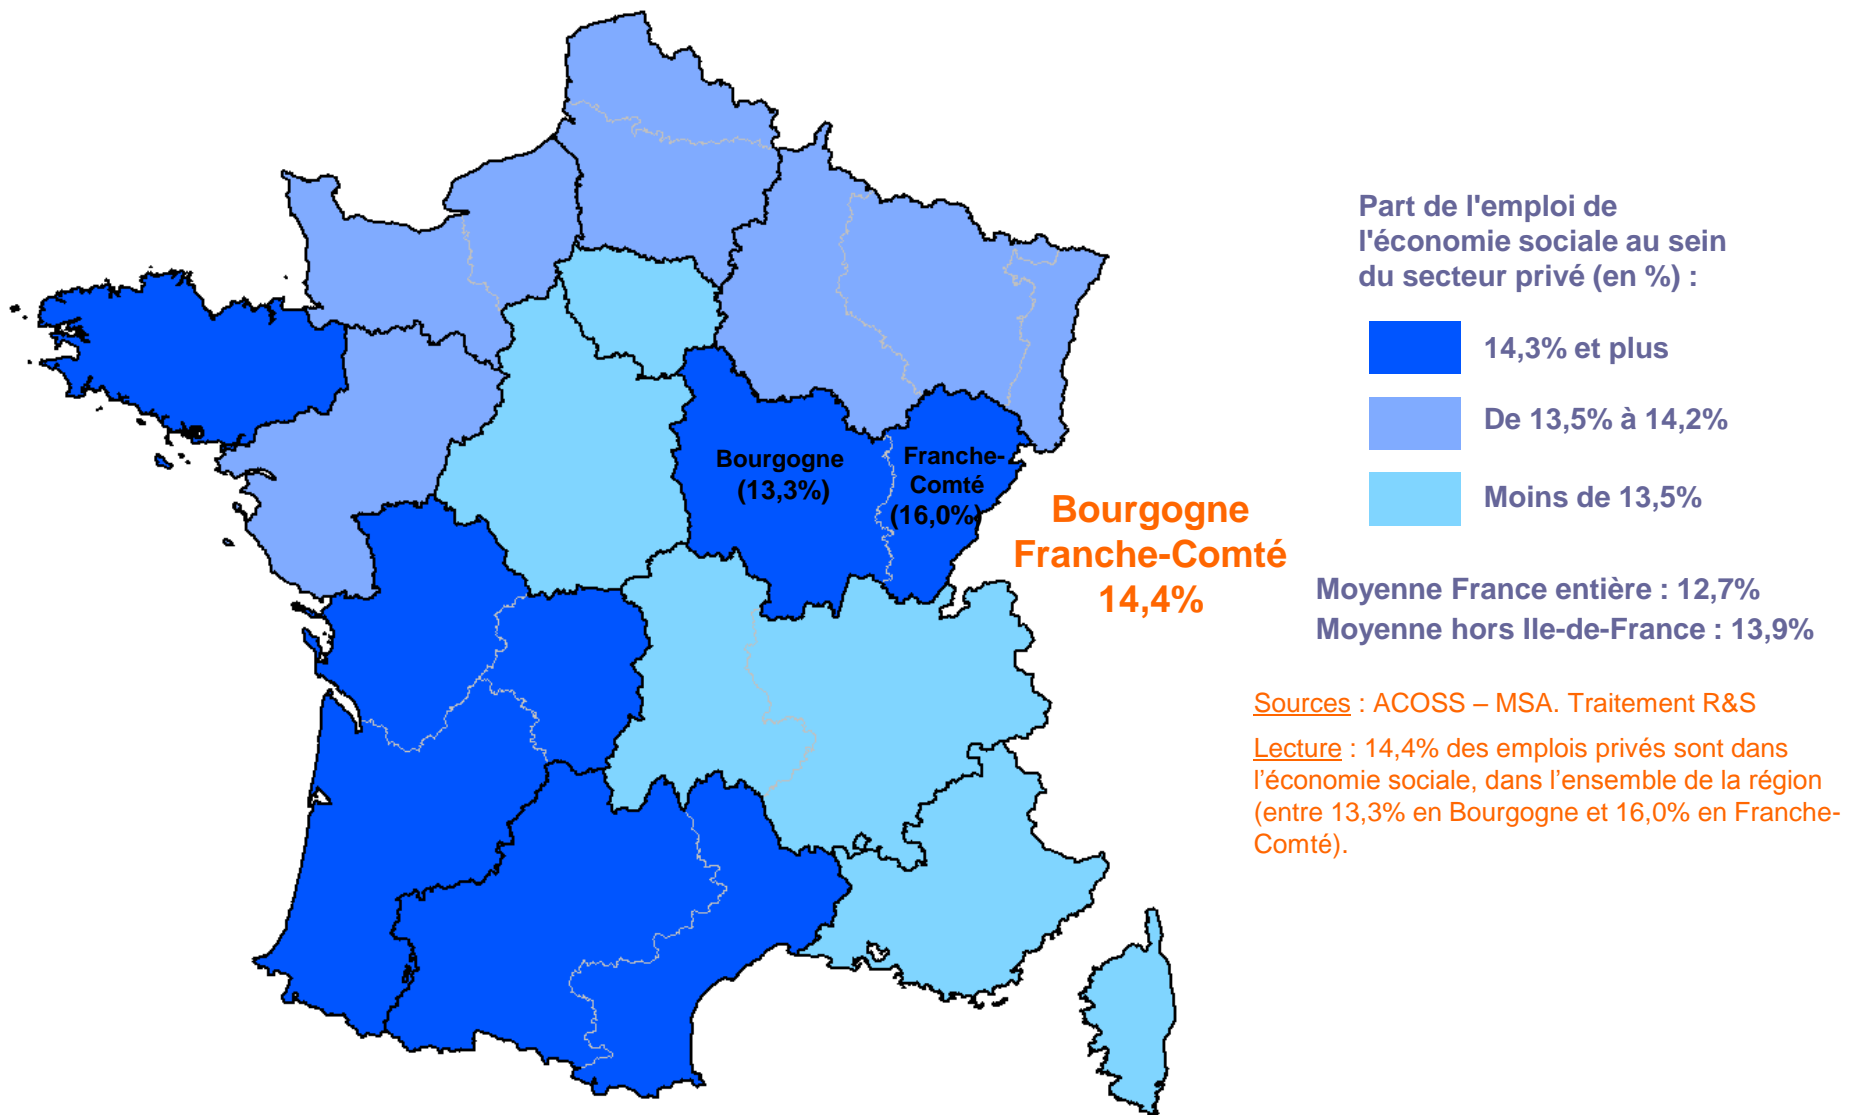 Bourgogne
(13,3%)
Franche-
Comté
(16,0%)
Bourgogne
Franche-Comté
14,4%
Part de l'emploi de
l'économie sociale au sein
du secteur privé (en %) :
14,3% et plus
De 13,5% à 14,2%
Moins de 13,5%
Moyenne France entière : 12,7%
Moyenne hors Ile-de-France : 13,9%
Sources : ACOSS – MSA. Traitement R&S
Lecture : 14,4% des emplois privés sont dans
l’économie sociale, dans l’ensemble de la région
(entre 13,3% en Bourgogne et 16,0% en Franche-
Comté).